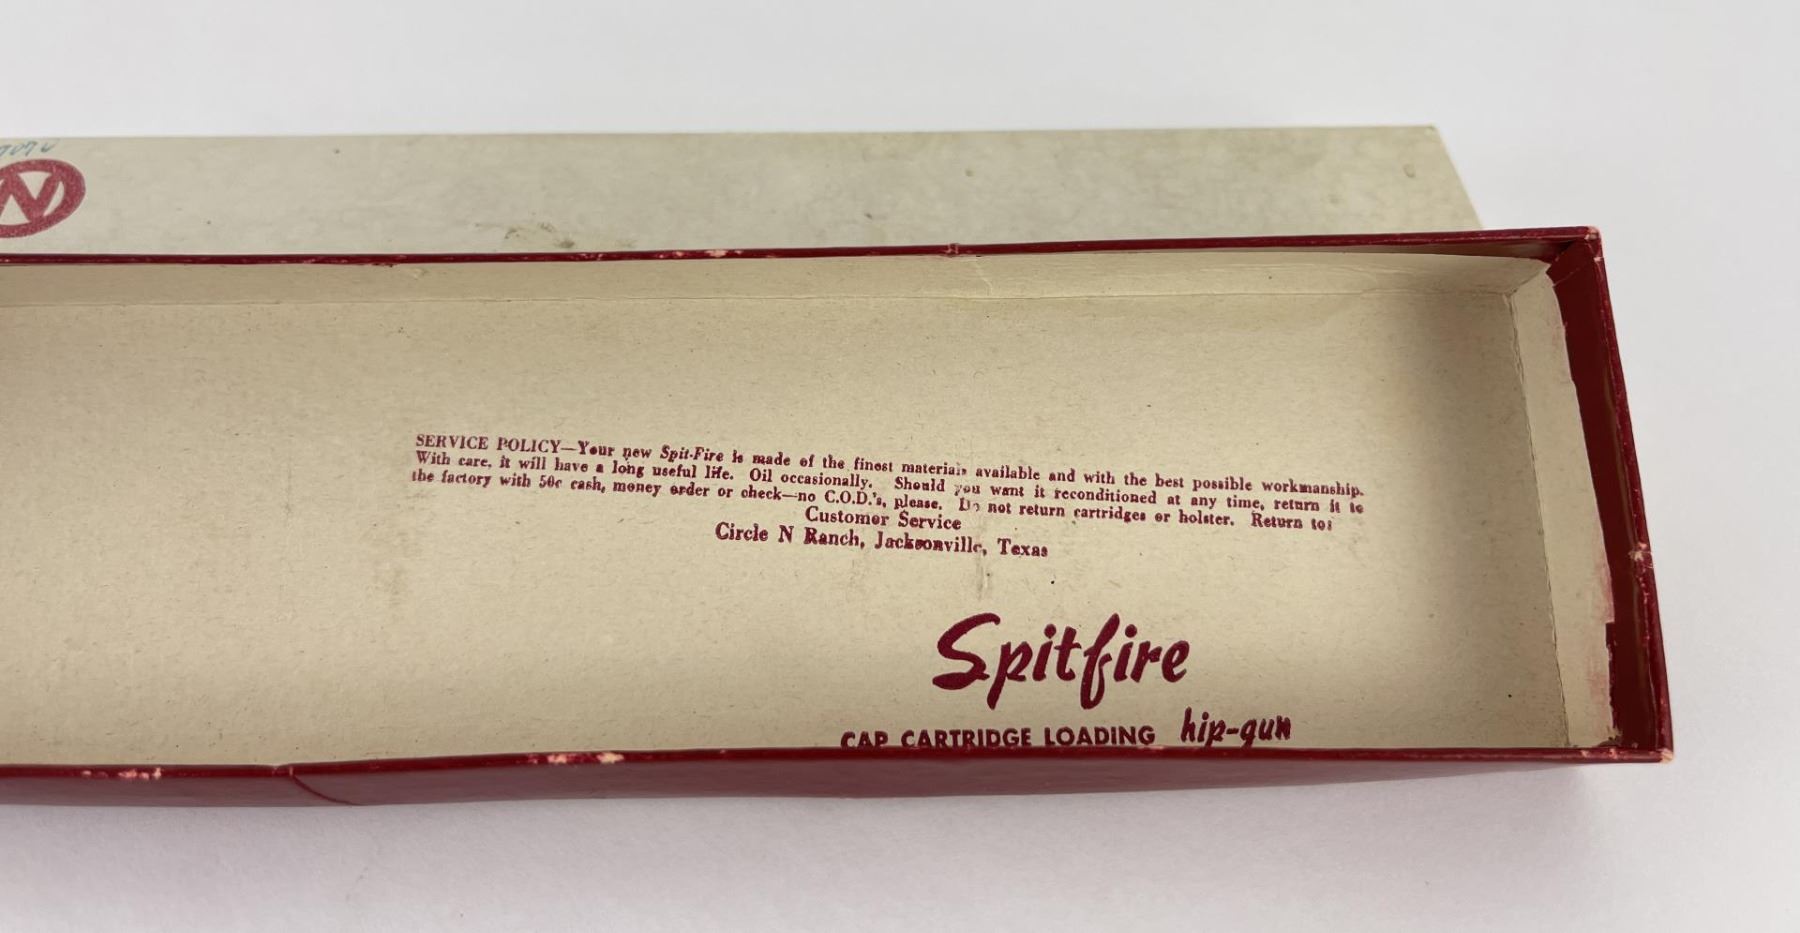 N
SERVICE POLICY—Your new Spit-Fire is made of the finest materials available and with the best possible workmanship.
With care, it will have a long useful life. Oil occasionally. Should you want it reconditioned at any time, return it to
the factory with 50c cash, money order or check—no C.O.D.'s, please. Do not return cartridges or holster. Return to:
Customer Service
Circle N Ranch, Jacksonville, Texas
Spitfire
CAP CARTRIDGE LOADING hip-gun